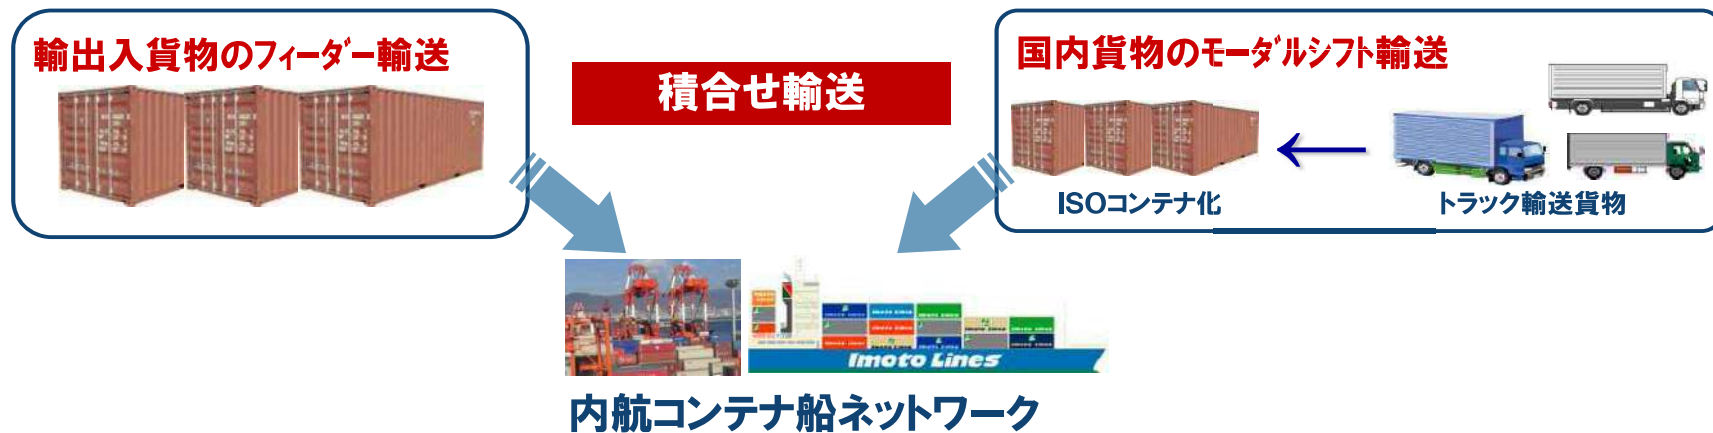 輸出入貨物のフィーダー輸送
積合せ輸送
国内貨物のモーダルシフト輸送
ISOコンテナ化
トラック輸送貨物
Imoto Lines
内航コンテナ船ネットワーク